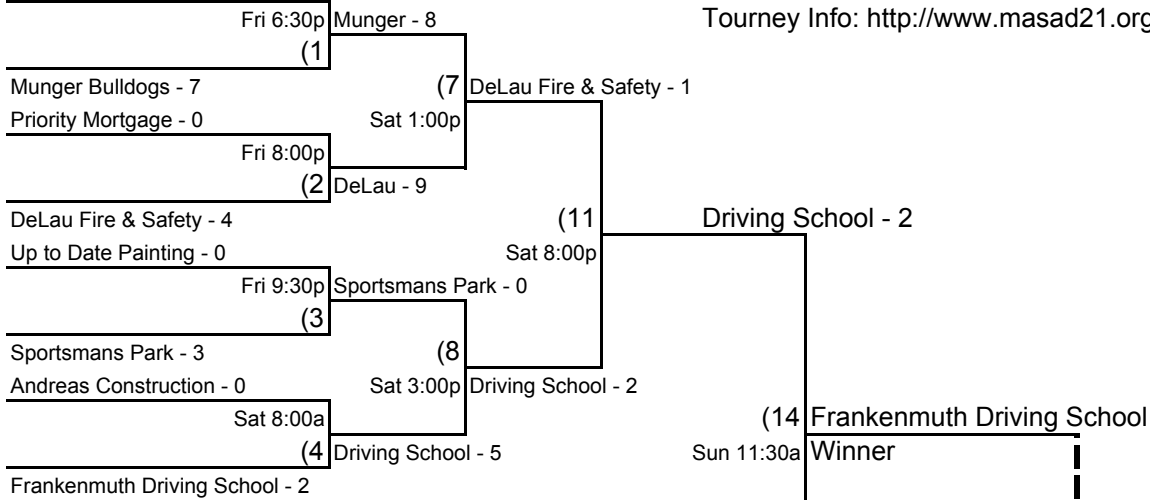 Fri 6:30p Munger - 8
Tourney Info: http://www.masad21.org
(1
Munger Bulldogs - 7
(7 DeLau Fire & Safety - 1
Priority Mortgage - 0
Sat 1:00p
Fri 8:00p
(2 DeLau - 9
DeLau Fire & Safety - 4
(11
Driving School - 2
Up to Date Painting - 0
Sat 8:00p
Fri 9:30p Sportsmans Park - 0
(3
Sportsmans Park - 3
(8
Andreas Construction - 0
Sat 3:00p Driving School - 2
Sat 8:00a
(14 Frankenmuth Driving School
(4 Driving School - 5
Sun 11:30a Winner
Frankenmuth Driving School - 2